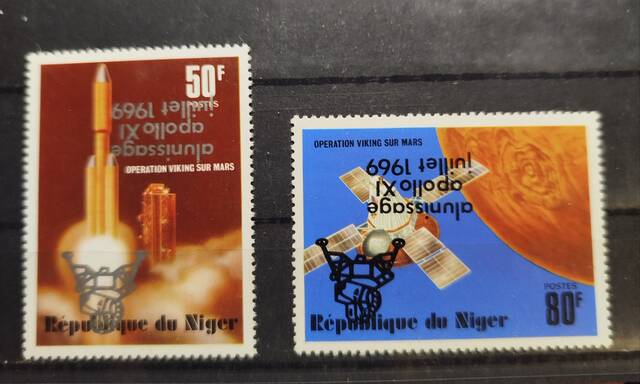 50F
POSTES
alunissage
apollo XI
juillet 1969
OPERATION VIKING SUR MARS
République du Niger
OPERATION VIKING SUR MARS
alunissage
apollo XI
juillet 1969
POSTES
80F
République du Niger